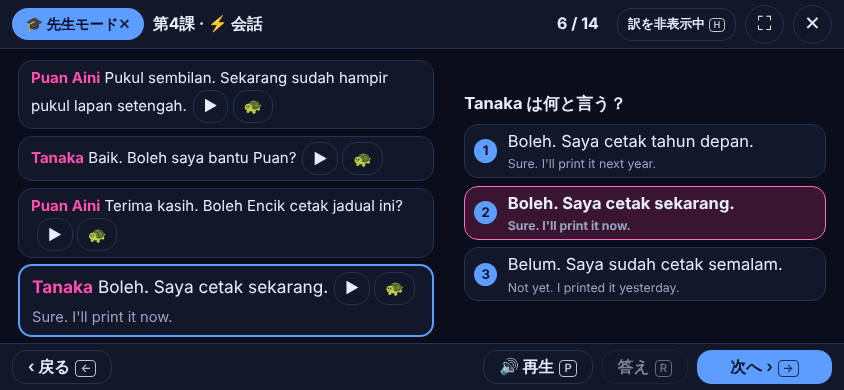 🎓 先生モード✕ 第4課 · ⚡ 会話 6 / 14 訳を非表示中 H ✕
Puan Aini Pukul sembilan. Sekarang sudah hampir
pukul lapan setengah. ▶ 🐢
Tanaka Baik. Boleh saya bantu Puan? ▶ 🐢
Puan Aini Terima kasih. Boleh Encik cetak jadual ini?
▶ 🐢
Tanaka Boleh. Saya cetak sekarang. ▶ 🐢
Sure. I'll print it now.
Tanaka は何と言う？
1 Boleh. Saya cetak tahun depan.
Sure. I'll print it next year.
2 Boleh. Saya cetak sekarang.
Sure. I'll print it now.
3 Belum. Saya sudah cetak semalam.
Not yet. I printed it yesterday.
‹ 戻る ← 🔊 再生 P 答え R 次へ › →